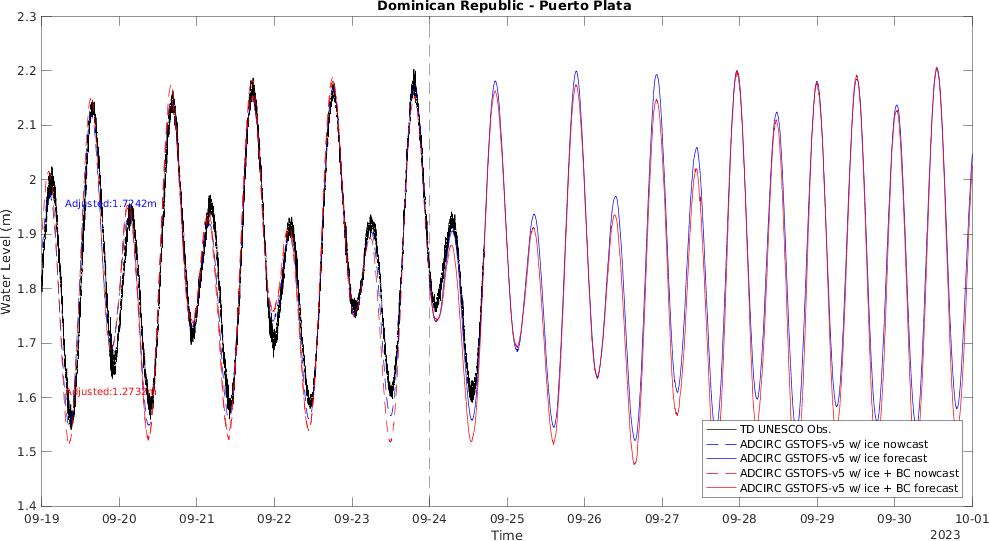 Dominican Republic - Puerto Plata
2.3
2.2
2.1
2
1.9
1.8
1.7
1.6
1.5
1.4
Water Level (m)
Adjusted:1.7242m
Adjusted:1.2732m
TD UNESCO Obs.
ADCIRC GSTOFS-v5 w/ ice nowcast
ADCIRC GSTOFS-v5 w/ ice forecast
ADCIRC GSTOFS-v5 w/ ice + BC nowcast
ADCIRC GSTOFS-v5 w/ ice + BC forecast
09-19 09-20 09-21 09-22 09-23 09-24 09-25 09-26 09-27 09-28 09-29 09-30 10-01
Time
2023